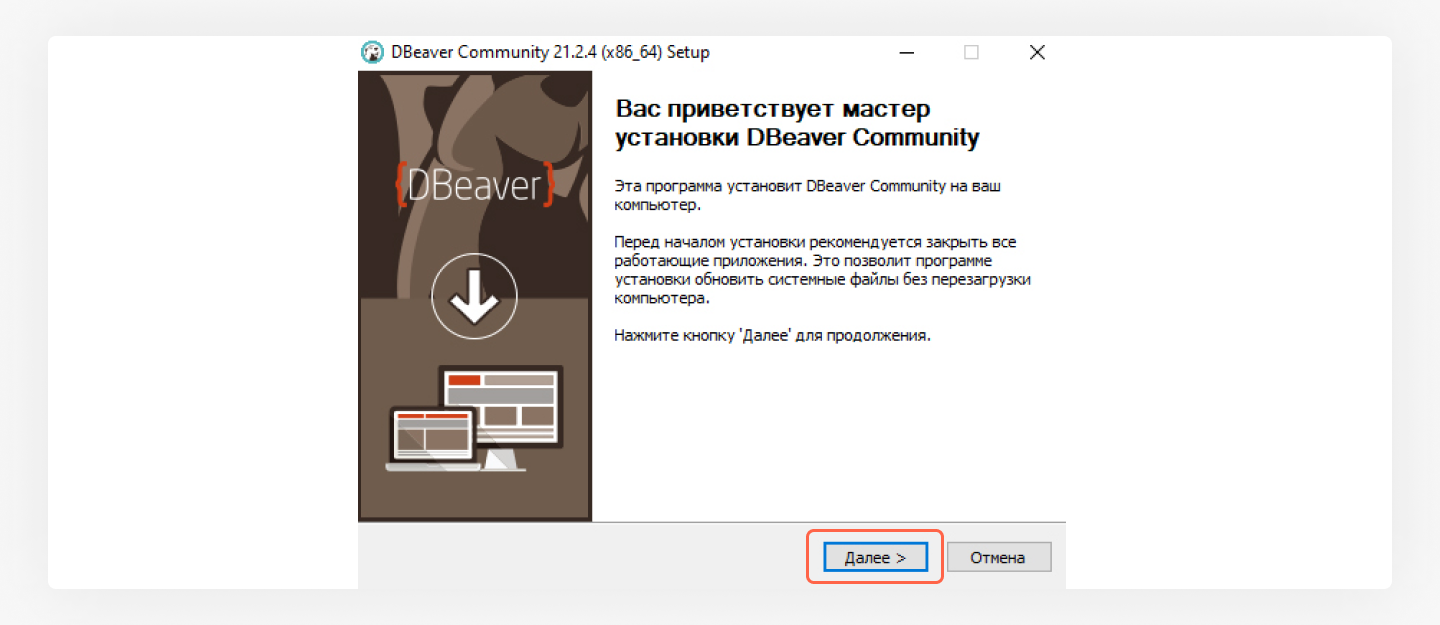 DBeaver Community 21.2.4 (x86_64) Setup
Вас приветствует мастер
установки DBeaver Community
{DBeaver}
Эта программа установит DBeaver Community на ваш
компьютер.
Перед началом установки рекомендуется закрыть все
работающие приложения. Это позволит программе
установки обновить системные файлы без перезагрузки
компьютера.
Нажмите кнопку 'Далее' для продолжения.
Далее >
Отмена